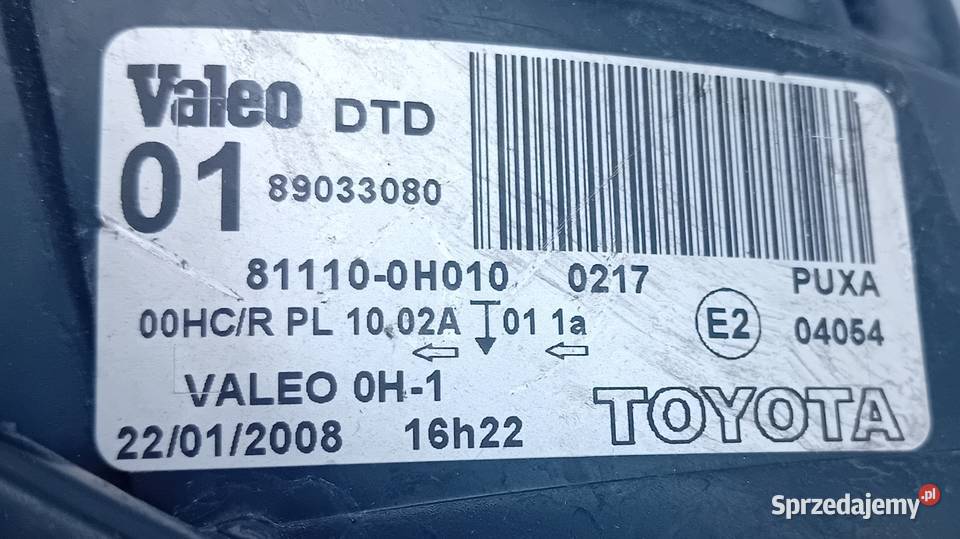 Valeo DTD
01 89033080
81110-0H010 0217 PUXA
00HC/R PL 10 02A 01 1a E2 04054
VALEO 0H-1
22/01/2008 16h22 TOYOTA
Sprzedajemy.pl